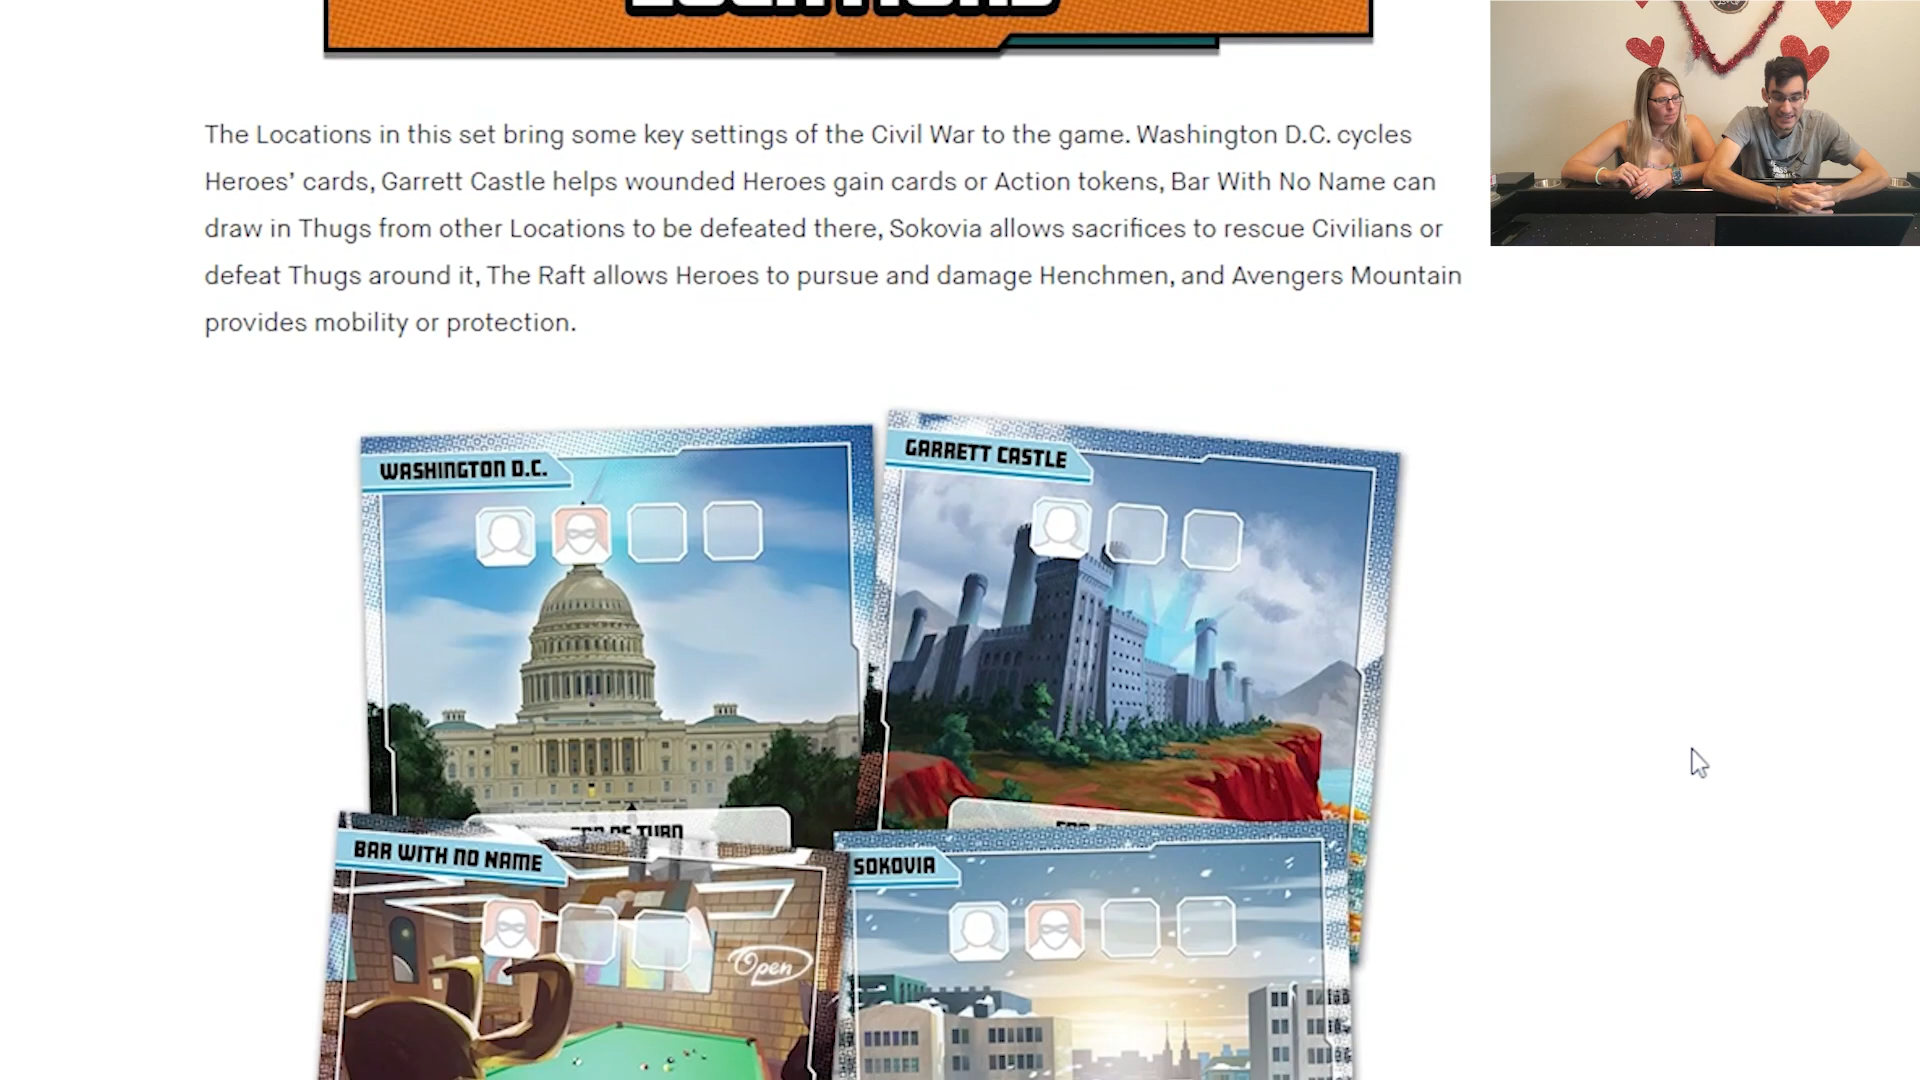 LOCATIONS
The Locations in this set bring some key settings of the Civil War to the game. Washington D.C. cycles
Heroes’ cards, Garrett Castle helps wounded Heroes gain cards or Action tokens, Bar With No Name can
draw in Thugs from other Locations to be defeated there, Sokovia allows sacrifices to rescue Civilians or
defeat Thugs around it, The Raft allows Heroes to pursue and damage Henchmen, and Avengers Mountain
provides mobility or protection.
WASHINGTON D.C.
GARRETT CASTLE
END OF TURN
BAR WITH NO NAME
SOKOVIA
Open